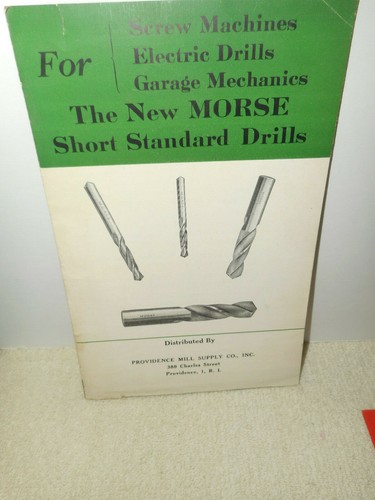 Screw Machines
For Electric Drills
Garage Mechanics
The New MORSE
Short Standard Drills
Distributed By
PROVIDENCE MILL SUPPLY CO., INC.
389 Charles Street
Providence, 1, R. I.